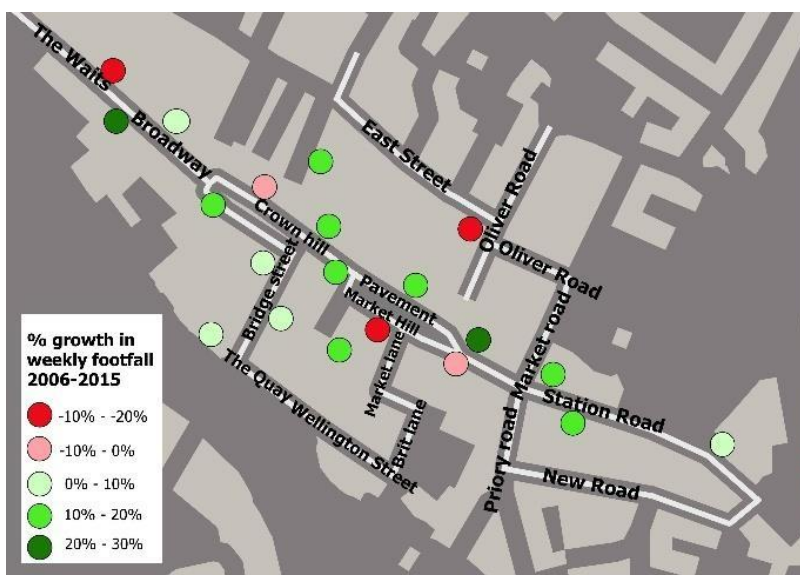 The Waits
Broadway
East Street
Oliver Road
Oliver Road
Crown hill
Pavement
Market Hill
Bridge street
Market road
Market lane
Station Road
The Quay Wellington Street
Brit lane
Priory road
New Road
% growth in
weekly footfall
2006-2015
-10% - -20%
-10% - 0%
0% - 10%
10% - 20%
20% - 30%